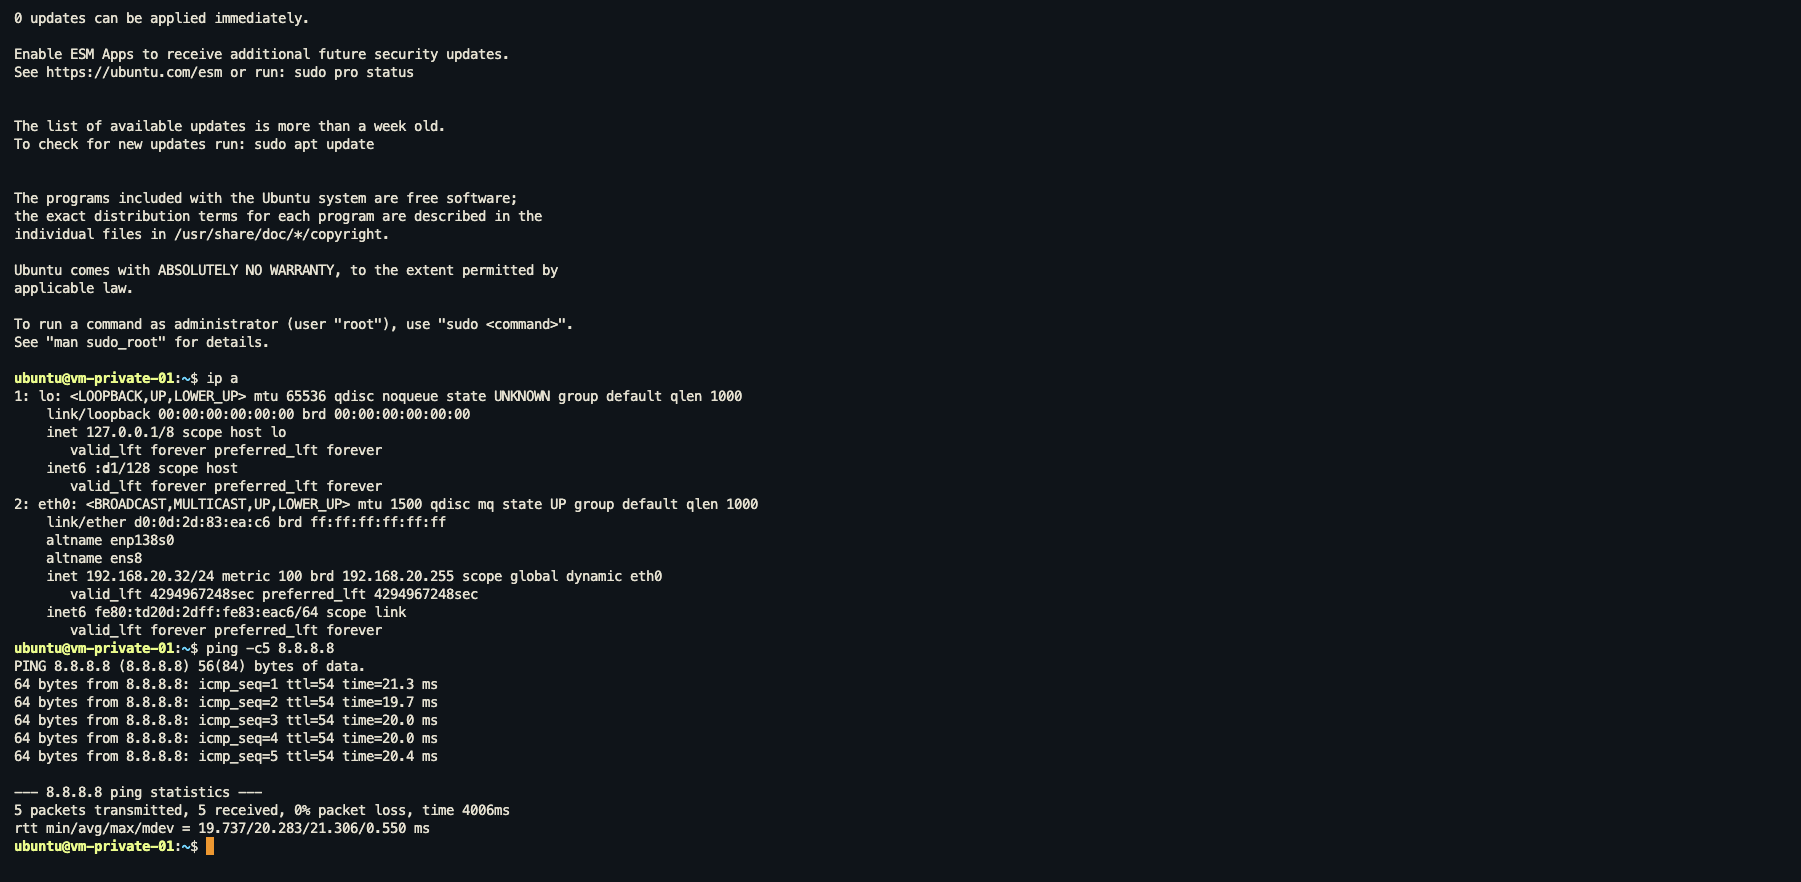 0 updates can be applied immediately.
Enable ESM Apps to receive additional future security updates.
See https://ubuntu.com/esm or run: sudo pro status
The list of available updates is more than a week old.
To check for new updates run: sudo apt update
The programs included with the Ubuntu system are free software;
the exact distribution terms for each program are described in the
individual files in /usr/share/doc/*/copyright.
Ubuntu comes with ABSOLUTELY NO WARRANTY, to the extent permitted by
applicable law.
To run a command as administrator (user "root"), use "sudo <command>".
See "man sudo_root" for details.
ubuntu@vm-private-01:~$ ip a
1: lo: <LOOPBACK,UP,LOWER_UP> mtu 65536 qdisc noqueue state UNKNOWN group default qlen 1000
link/loopback 00:00:00:00:00:00 brd 00:00:00:00:00:00
inet 127.0.0.1/8 scope host lo
valid_lft forever preferred_lft forever
inet6 scope host
valid_lft forever preferred_lft forever
2: eth0: <BROADCAST,MULTICAST,UP,LOWER_UP> mtu 1500 qdisc mq state UP group default qlen 1000
link/ether d0:0d:2d:83:ea:c6 brd ff:ff:ff:ff:ff:ff
altname enp138s0
altname ens8
inet 192.168.20.32/24 metric 100 brd 192.168.20.255 scope global dynamic eth0
valid_lft 4294967248sec preferred_lft 4294967248sec
inet6 scope link
valid_lft forever preferred_lft forever
ubuntu@vm-private-01:~$ ping -c5 8.8.8.8
PING 8.8.8.8 (8.8.8.8) 56(84) bytes of data.
64 bytes from 8.8.8.8: icmp_seq=1 ttl=54 time=21.3 ms
64 bytes from 8.8.8.8: icmp_seq=2 ttl=54 time=19.7 ms
64 bytes from 8.8.8.8: icmp_seq=3 ttl=54 time=20.0 ms
64 bytes from 8.8.8.8: icmp_seq=4 ttl=54 time=20.0 ms
64 bytes from 8.8.8.8: icmp_seq=5 ttl=54 time=20.4 ms
--- 8.8.8.8 ping statistics ---
5 packets transmitted, 5 received, 0% packet loss, time 4006ms
rtt min/avg/max/mdev = 19.737/20.283/21.306/0.550 ms
ubuntu@vm-private-01:~$